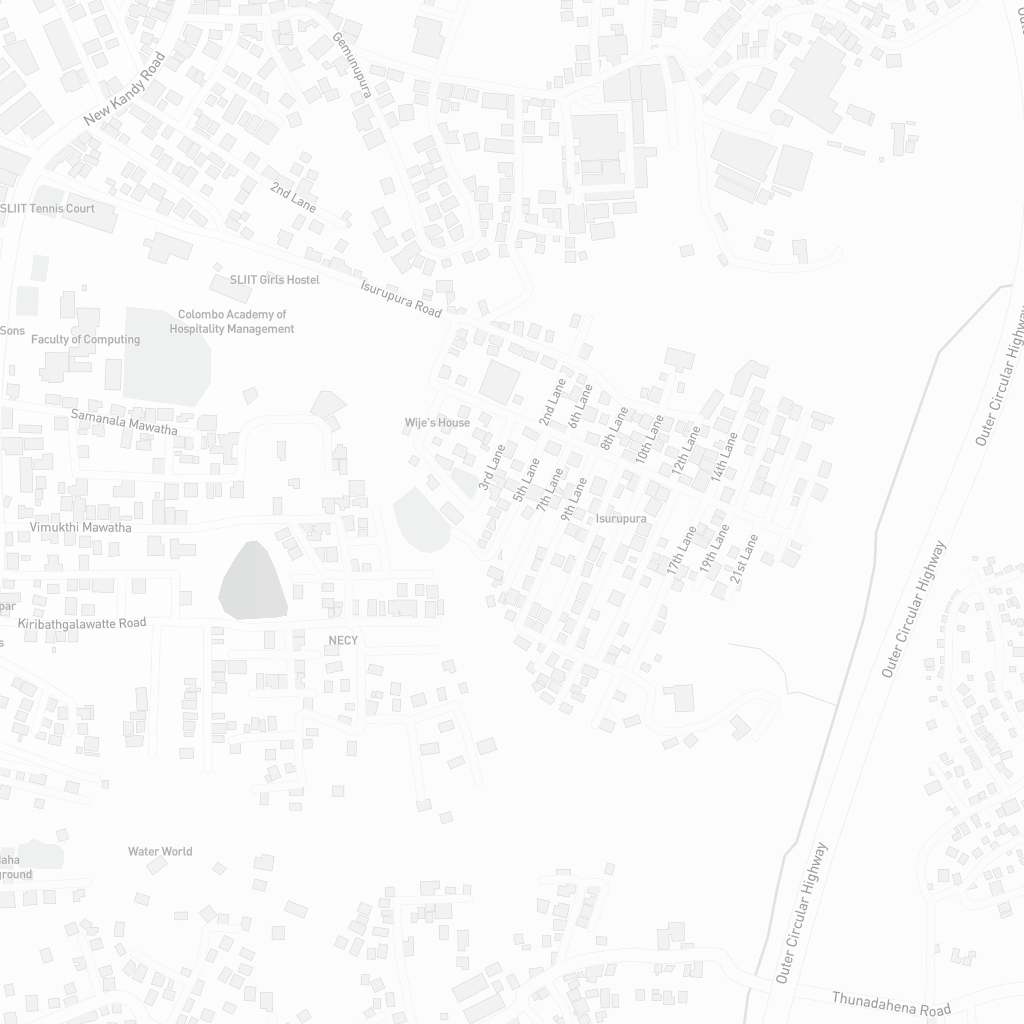 Gemunupura
New Kandy Road
2nd Lane
SLIIT Tennis Court
SLIIT Girls Hostel
Isurupura Road
Colombo Academy of
Hospitality Management
Sons
Faculty of Computing
Outer Circular Highway
Samanala Mawatha
Wije's House
2nd Lane
6th Lane
8th Lane
10th Lane
12th Lane
14th Lane
3rd Lane
5th Lane
7th Lane
9th Lane
Isurupura
Vimukthi Mawatha
17th Lane
19th Lane
21st Lane
Outer Circular Highway
par
Kiribathgalawatte Road
NECY
s
Water World
aha
ground
Outer Circular Highway
Thunadahena Road